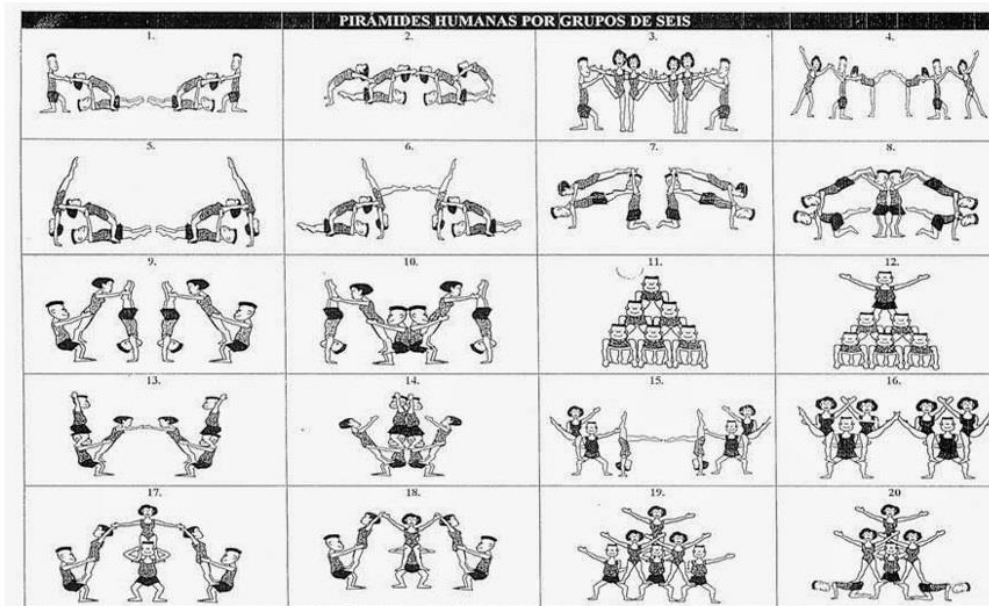 PIRÁMIDES HUMANAS POR GRUPOS DE SEIS
1. 2. 3. 4.
5. 6. 7. 8.
9. 10. 11. 12.
13. 14. 15. 16.
17. 18. 19. 20